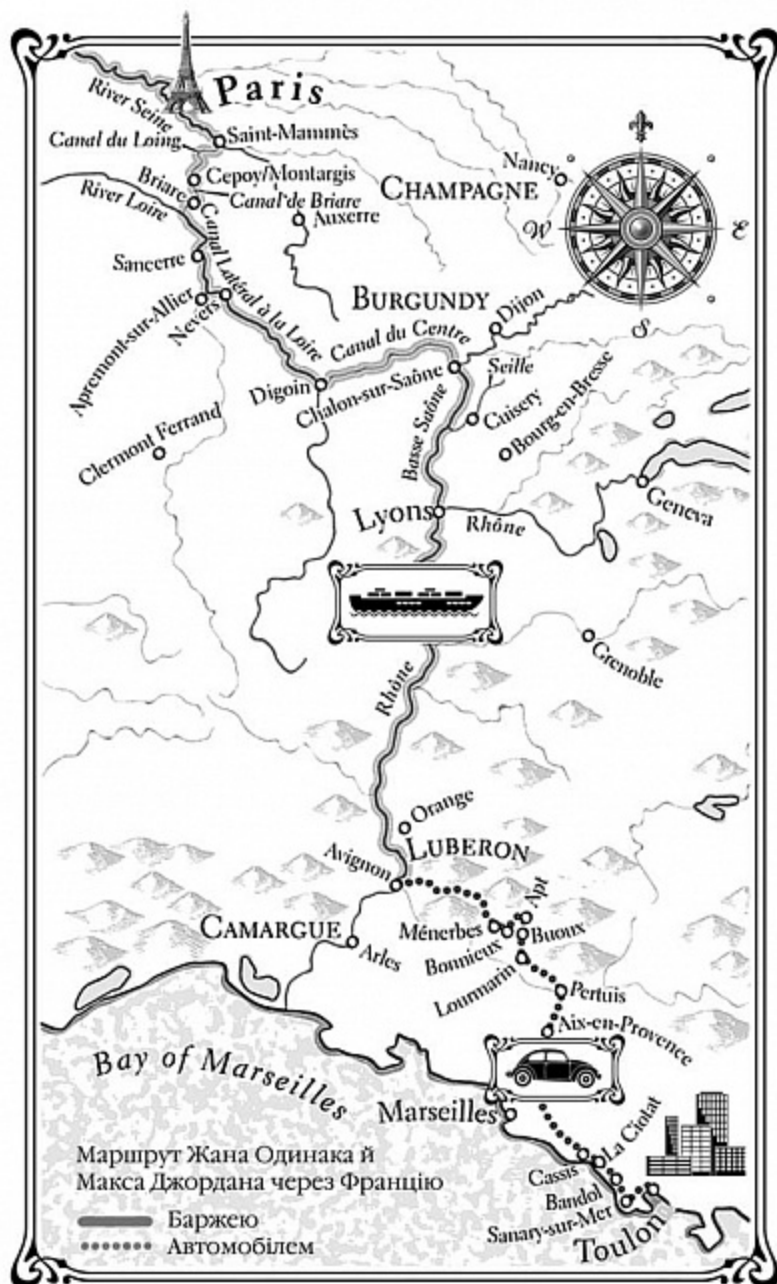 Paris
River Seine
Canal du Loing
Saint-Mammès
Nancy
Cepoy/Montargis
CHAMPAGNE
Briare
Canal de Briare
River Loire
Auxerre
W
E
S
Sancerre
Canal Latéral à la Loire
BURGUNDY
Dijon
Apremont-sur-Allier
Nevers
Canal du Centre
Seille
Digoin
Chalon-sur-Saône
Cuisery
Bourg-en-Bresse
Basse Saône
Clermont Ferrand
Geneva
Lyons
Rhône
Grenoble
Rhône
Orange
LUBERON
Avignon
Apt
CAMARGUE
Ménerbes
Buoux
Arles
Bonnieux
Lourmarin
Pertuis
Aix-en-Provence
Bay of Marseilles
Marseilles
La Ciotat
Маршрут Жана Одинака й
Макса Джордана через Францію
Cassis
Bandol
Sanary-sur-Mer
Toulon
Баржею
Автомобілем